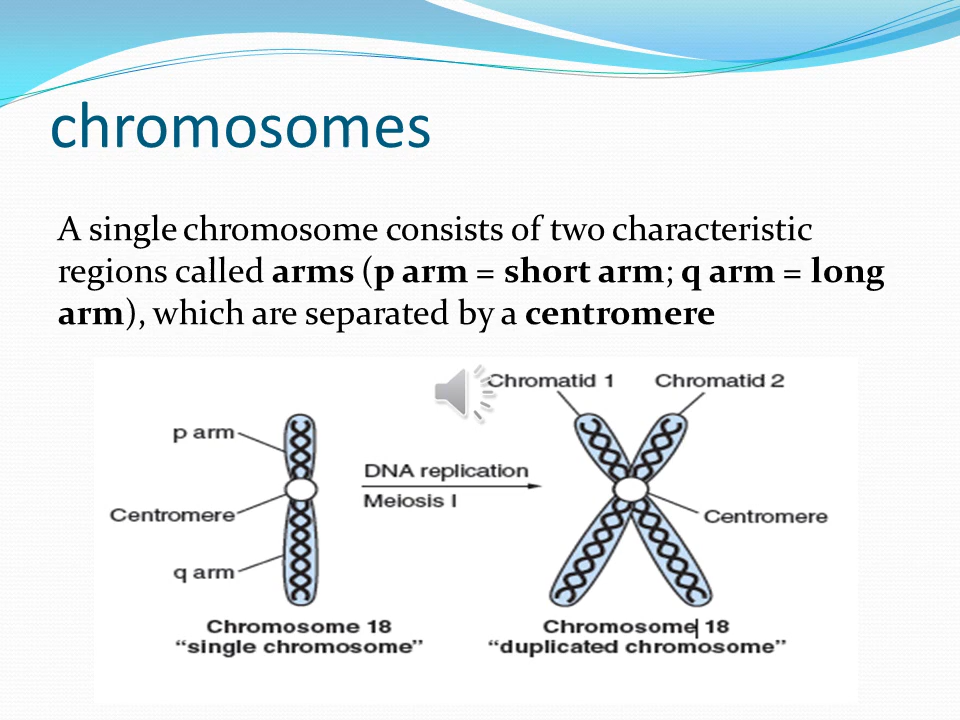 chromosomes
A single chromosome consists of two characteristic
regions called arms (p arm = short arm; q arm = long
arm), which are separated by a centromere
Chromatid 1
Chromatid 2
p arm
DNA replication
Meiosis I
Centromere
Centromere
q arm
Chromosome 18
“single chromosome”
Chromosome 18
“duplicated chromosome”